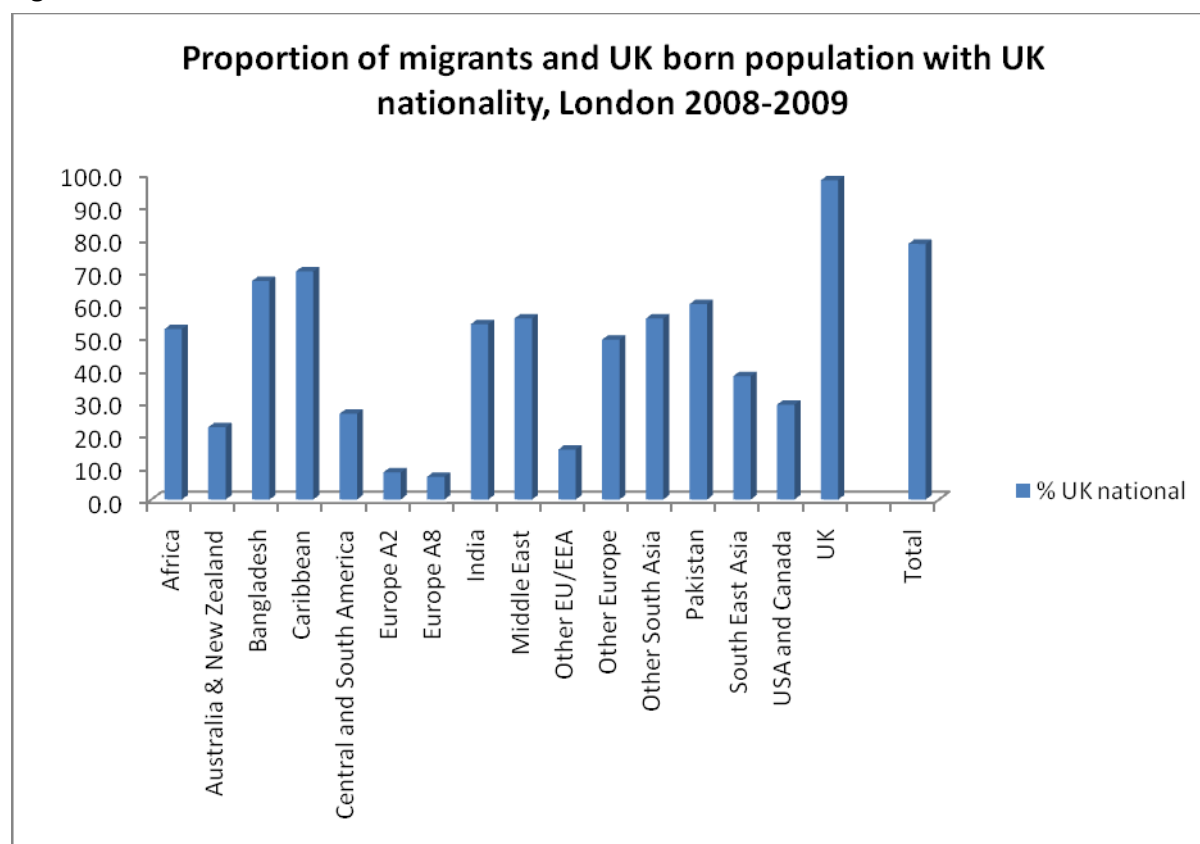 Proportion of migrants and UK born population with UK
nationality, London 2008-2009
100.0
90.0
80.0
70.0
60.0
50.0
40.0
30.0
20.0
10.0
0.0
Africa
Australia & New Zealand
Bangladesh
Caribbean
Central and South America
Europe A2
Europe A8
India
Middle East
Other EU/EEA
Other Europe
Other South Asia
Pakistan
South East Asia
USA and Canada
UK
Total
% UK national